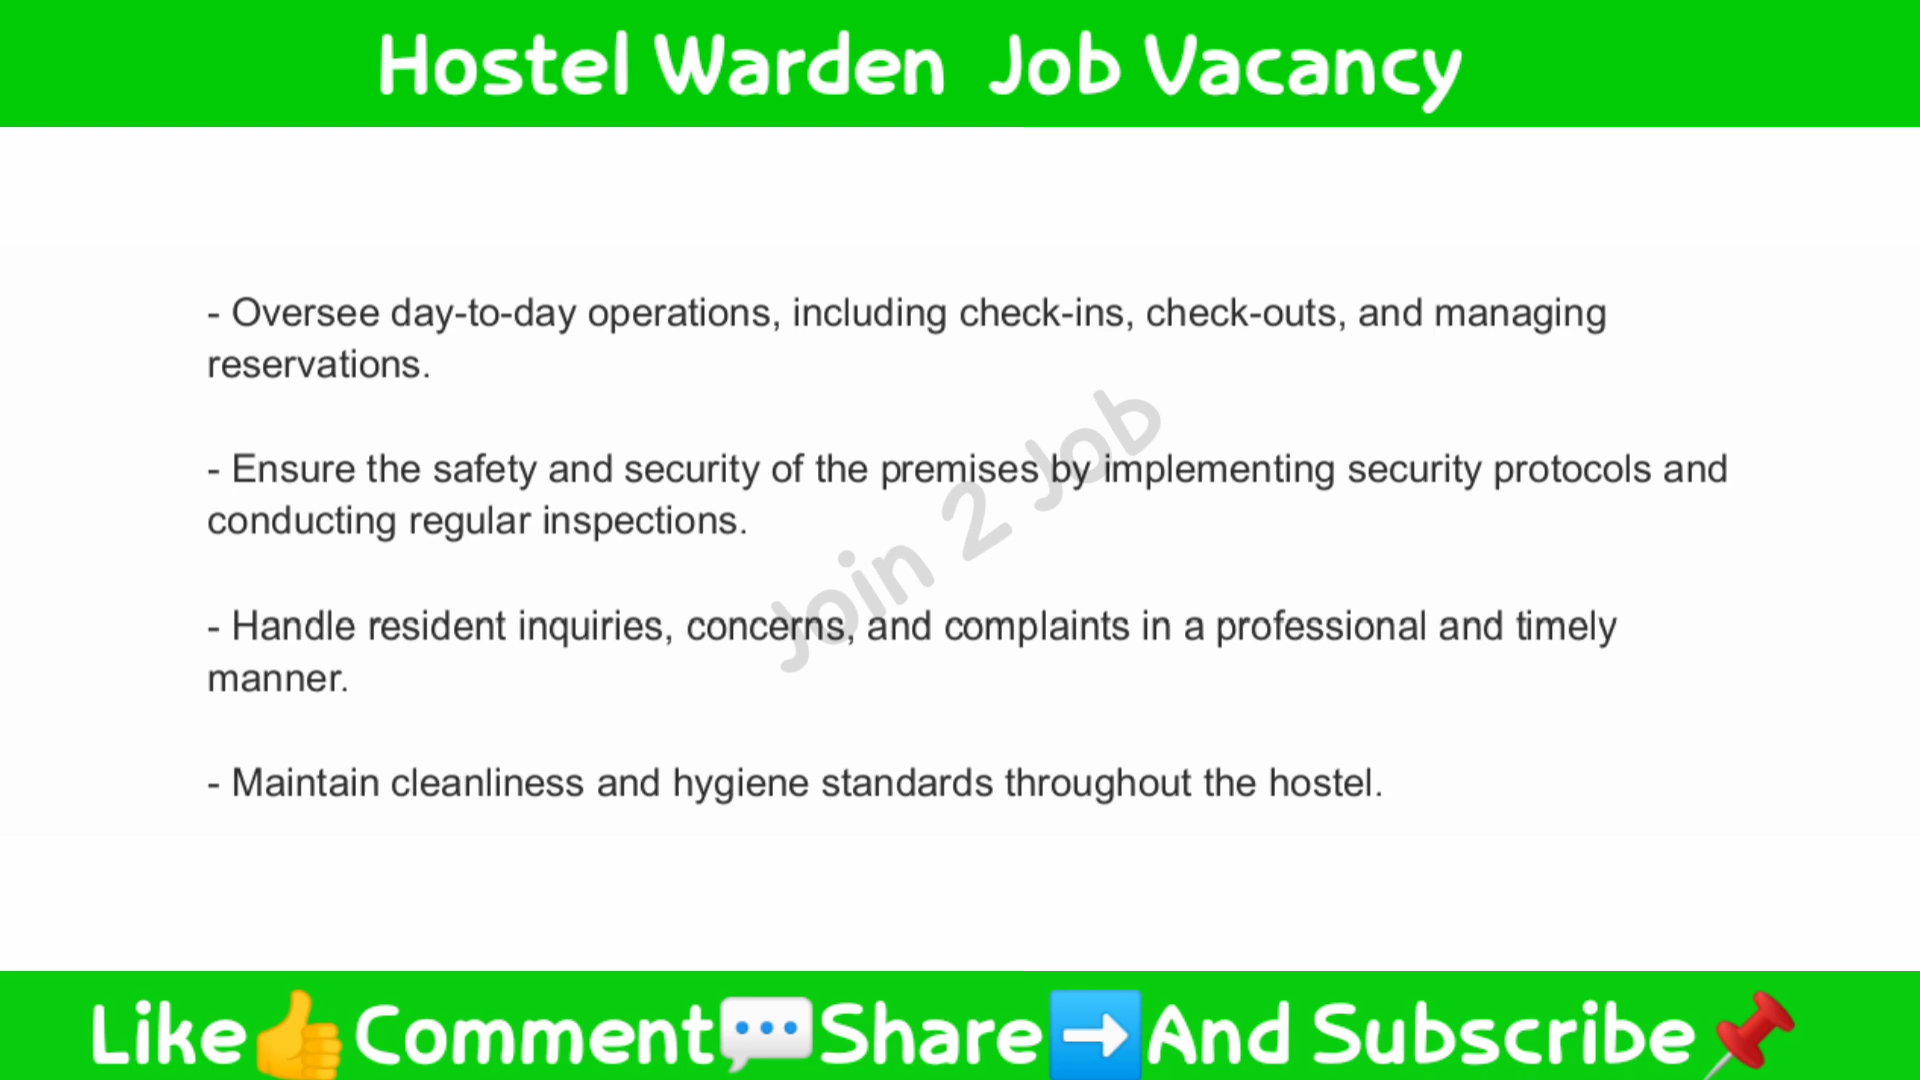 Hostel Warden Job Vacancy
- Oversee day-to-day operations, including check-ins, check-outs, and managing
reservations.
- Ensure the safety and security of the premises by implementing security protocols and
conducting regular inspections.
Join 2 Job
- Handle resident inquiries, concerns, and complaints in a professional and timely
manner.
- Maintain cleanliness and hygiene standards throughout the hostel.
Like👍Comment💬Share➡️And Subscribe📌